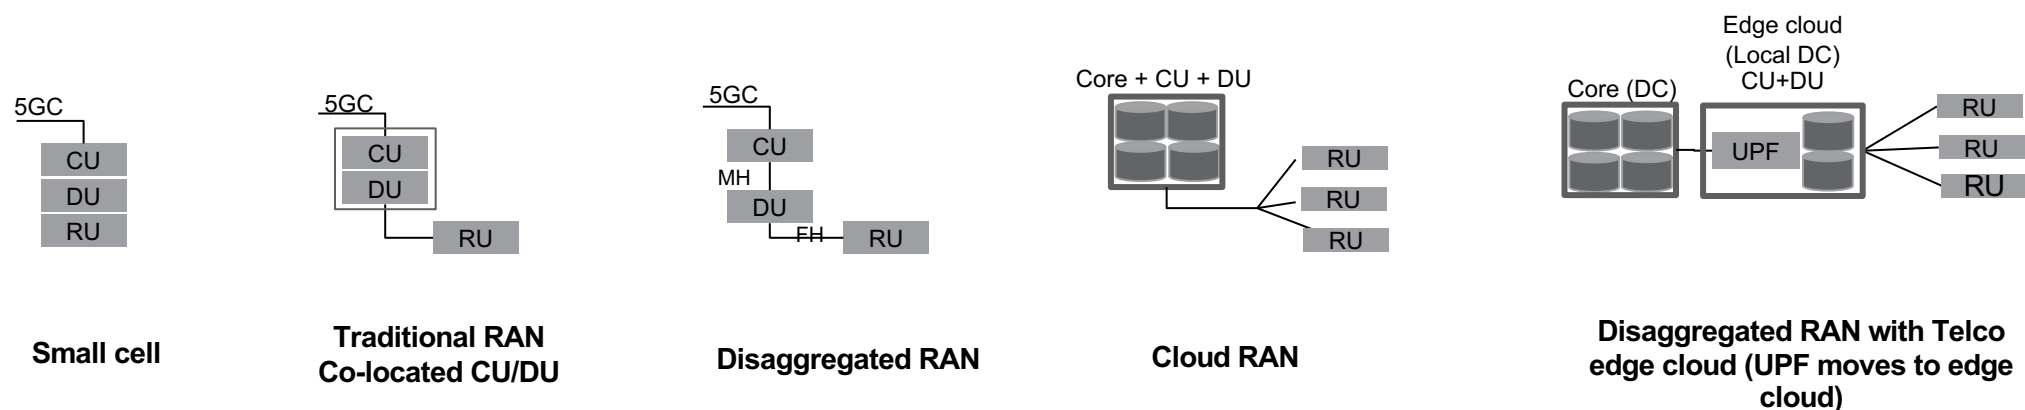 5GC
CU
DU
RU
Small cell
5GC
CU
DU
RU
Traditional RAN
Co-located CU/DU
5GC
CU
MH
DU
FH
RU
Disaggregated RAN
Core + CU + DU
RU
RU
RU
Cloud RAN
Core (DC)
Edge cloud
(Local DC)
CU+DU
UPF
RU
RU
RU
Disaggregated RAN with Telco
edge cloud (UPF moves to edge
cloud)